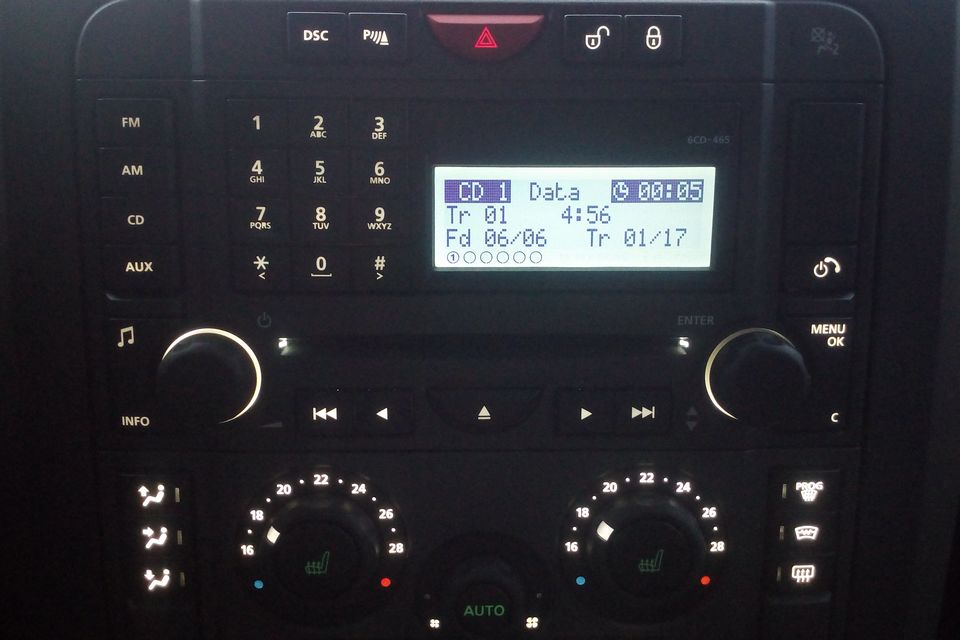 DSC P
6CD-465
FM 1 2 ABC 3 DEF
AM 4 GHI 5 JKL 6 MNO
CD 7 PQRS 8 TUV 9 WXYZ
AUX * < 0 # >
CD 1 Data 00:05
Tr 01 4:56
Fd 06/06 Tr 01/17
1
ENTER
MENU
OK
INFO
C
16 18 20 22 24 26 28
16 18 20 22 24 26 28
PROG
AUTO